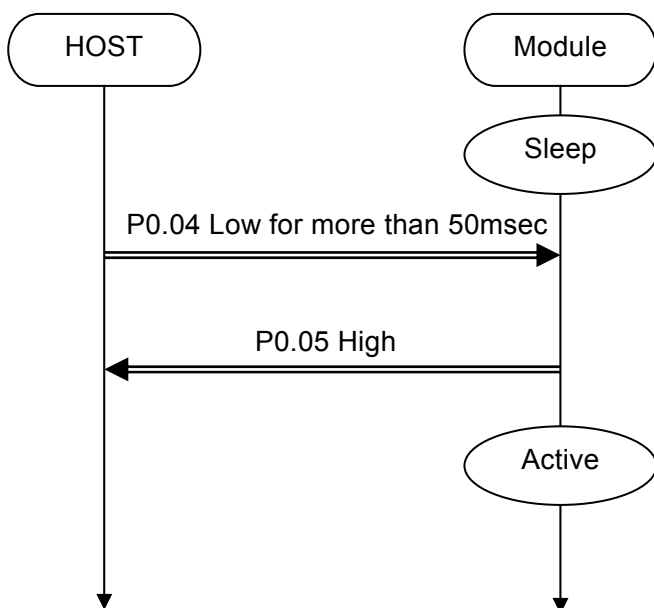 HOST
Module
Sleep
P0.04 Low for more than 50msec
P0.05 High
Active